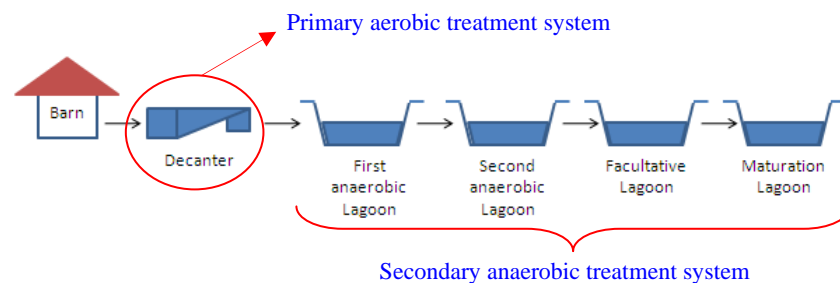 Primary aerobic treatment system
Barn
Decanter
First
anaerobic
Lagoon
Second
anaerobic
Lagoon
Facultative
Lagoon
Maturation
Lagoon
Secondary anaerobic treatment system